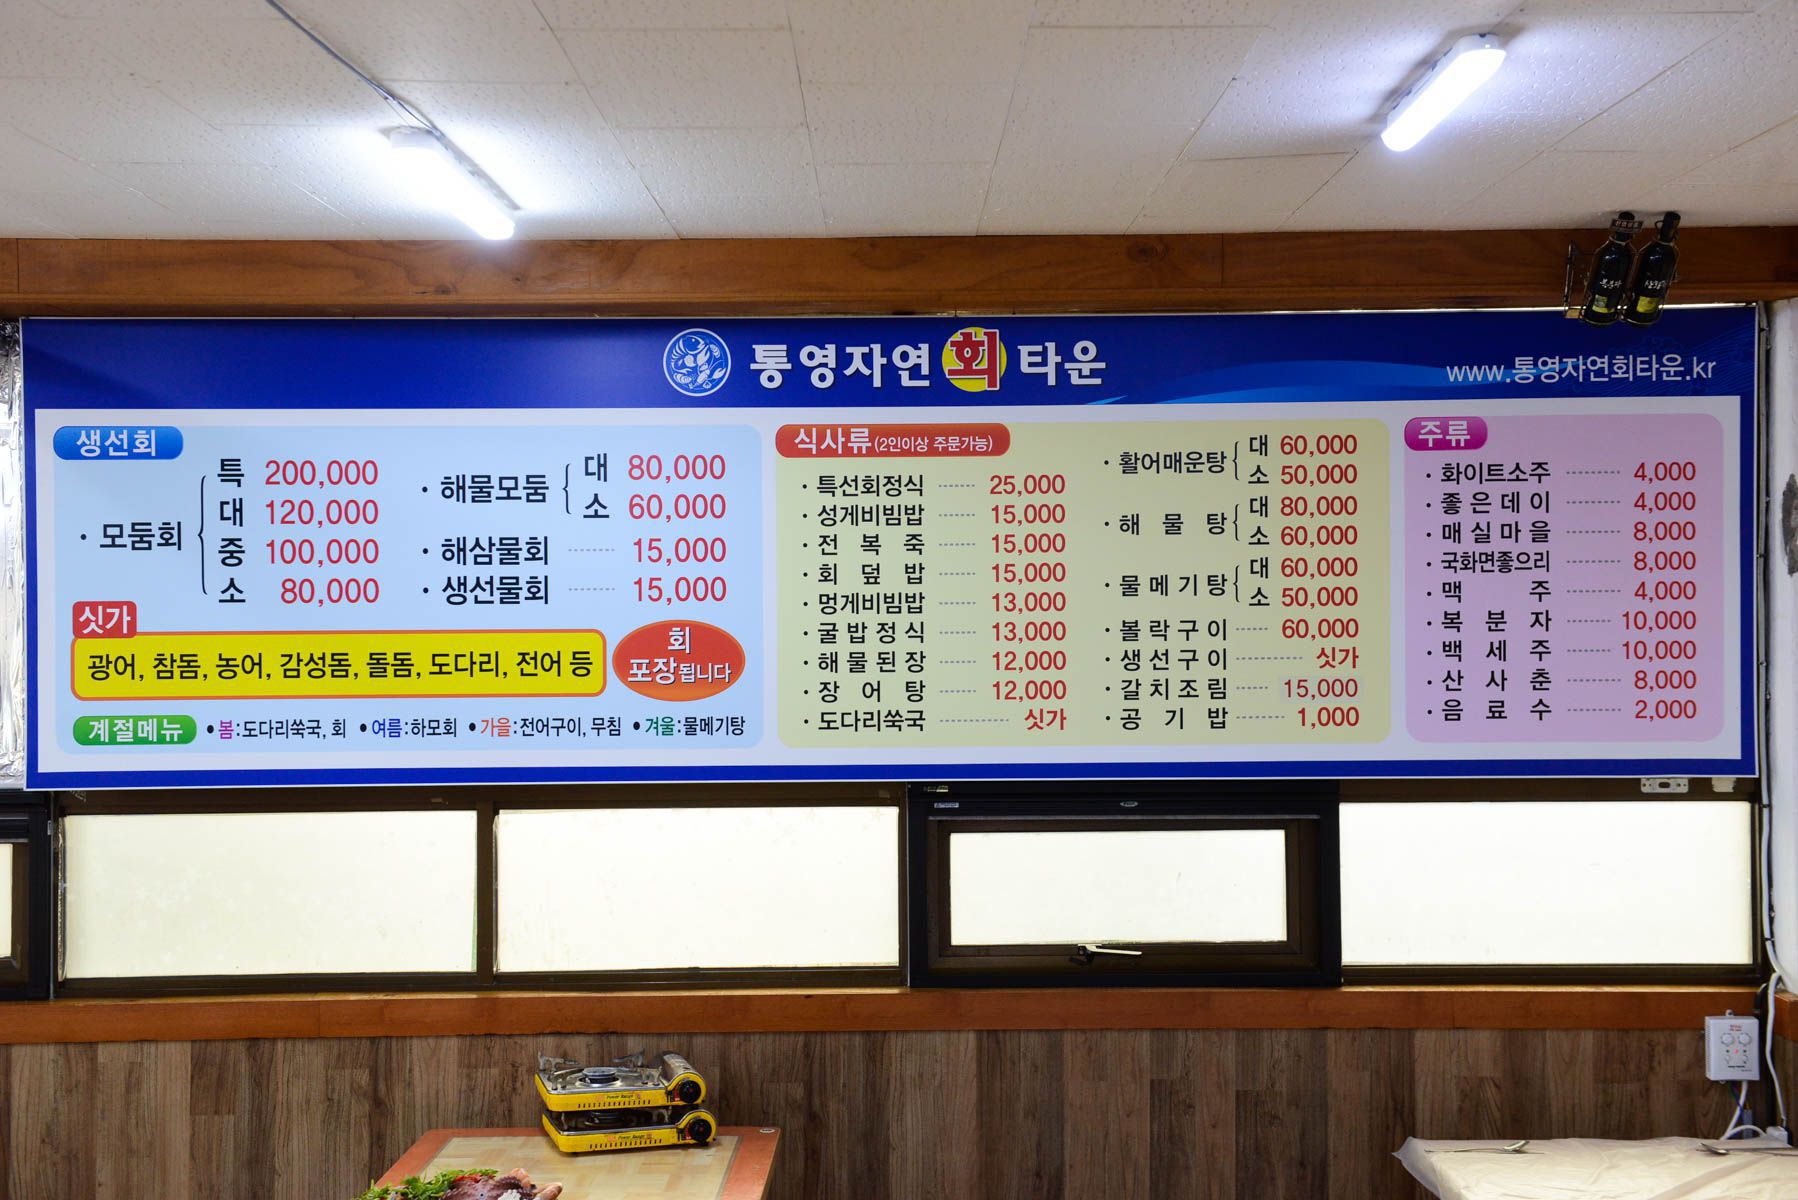 통영자연회타운
www.통영자연회타운.kr
생선회
· 모둠회
특 200,000
대 120,000
중 100,000
소 80,000
· 해물모둠
대 80,000
소 60,000
· 해삼물회 15,000
· 생선물회 15,000
싯가
광어, 참돔, 농어, 감성돔, 돌돔, 도다리, 전어 등
회
포장됩니다
계절메뉴 •봄:도다리쑥국, 회 •여름:하모회 •가을:전어구이, 무침 •겨울:물메기탕
식사류(2인이상 주문가능)
· 특선회정식 25,000
· 성게비빔밥 15,000
· 전복죽 15,000
· 회덮밥 15,000
· 멍게비빔밥 13,000
· 굴밥정식 13,000
· 해물된장 12,000
· 장어탕 12,000
· 도다리쑥국 싯가
· 활어매운탕
대 60,000
소 50,000
· 해물탕
대 80,000
소 60,000
· 물메기탕
대 60,000
소 50,000
· 볼락구이 60,000
· 생선구이 싯가
· 갈치조림 15,000
· 공기밥 1,000
주류
· 화이트소주 4,000
· 좋은데이 4,000
· 매실마을 8,000
· 국화면좋으리 8,000
· 맥주 4,000
· 복분자 10,000
· 백세주 10,000
· 산사춘 8,000
· 음료수 2,000
복분자